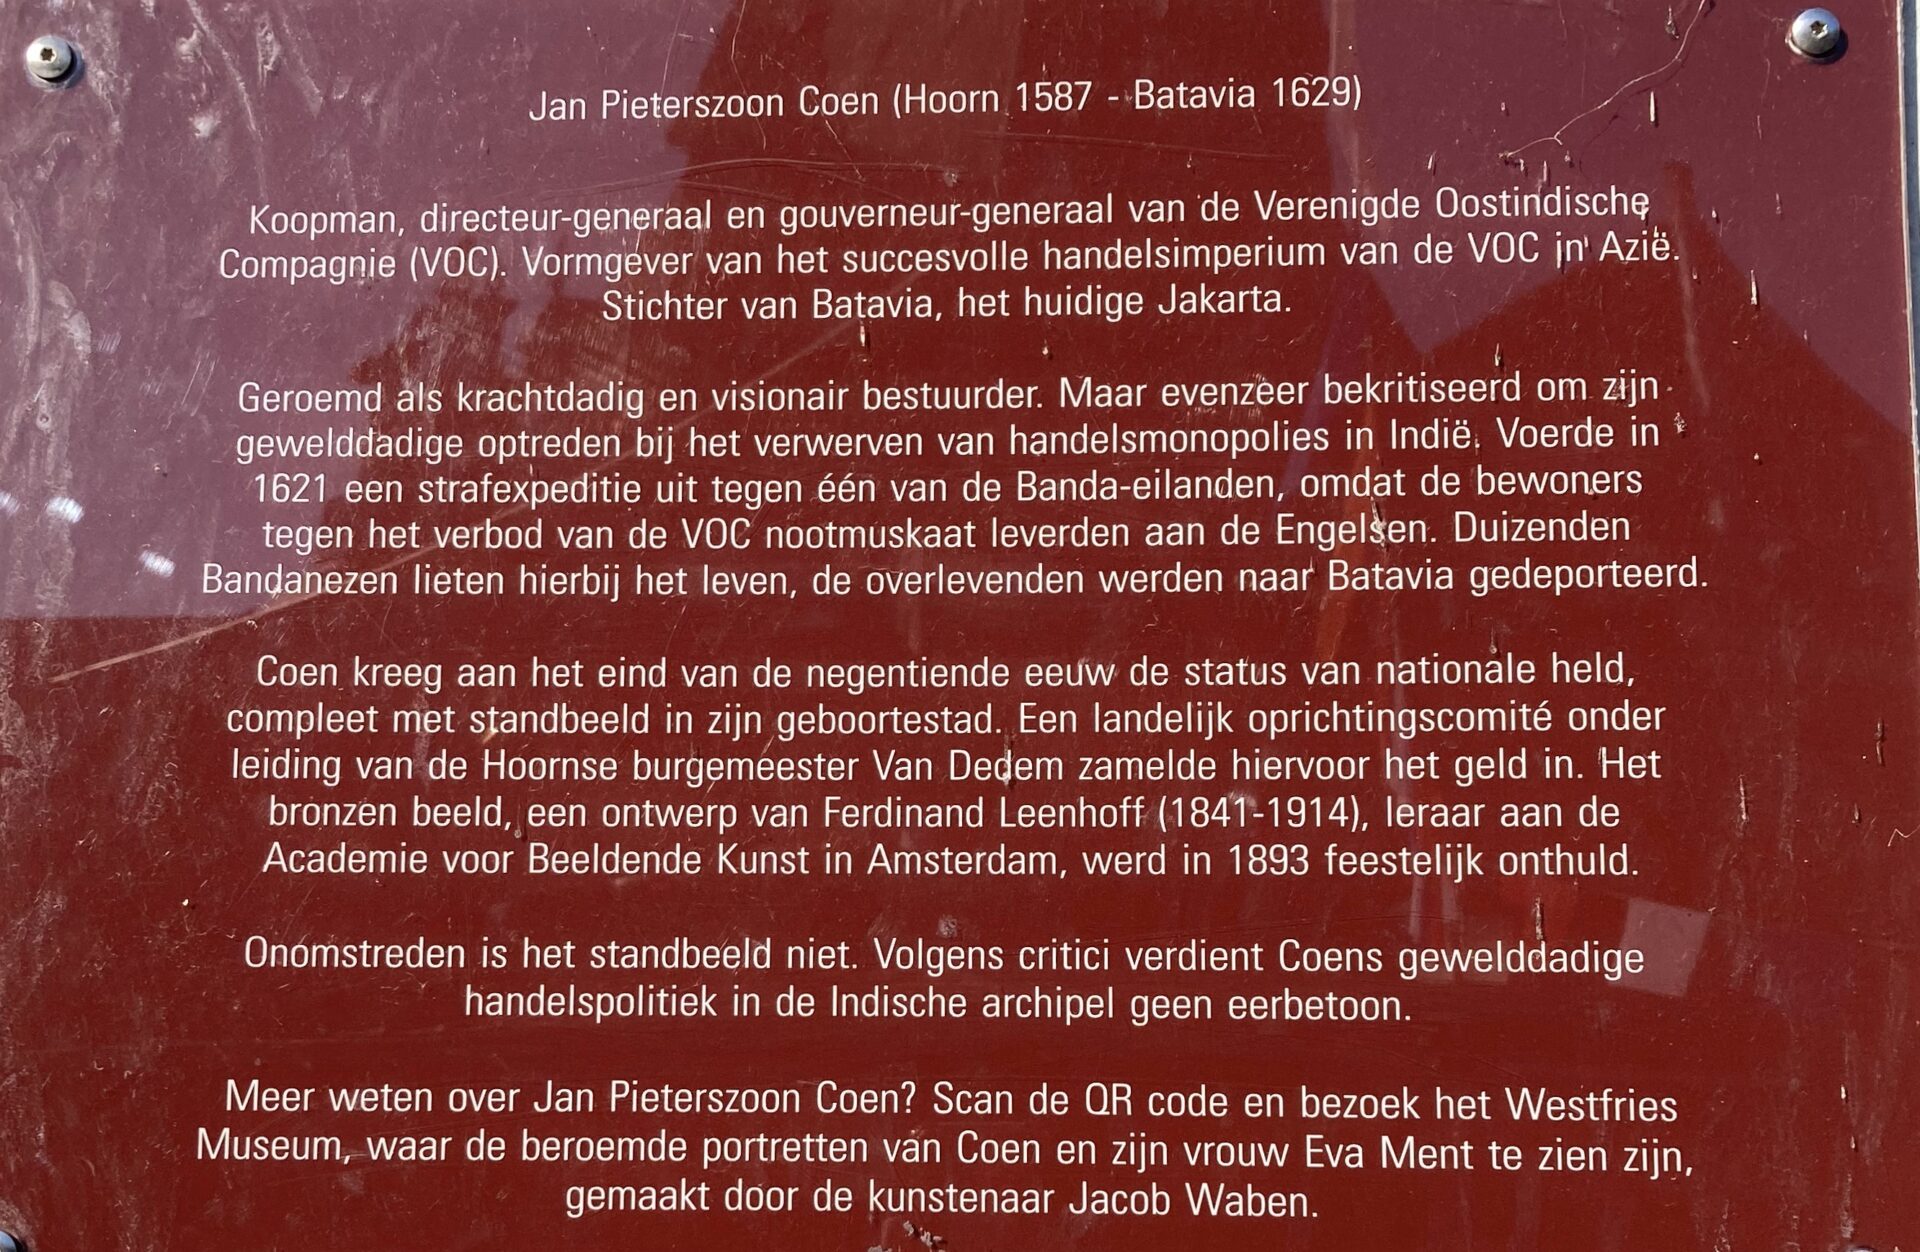 Jan Pieterszoon Coen (Hoorn 1587 - Batavia 1629)
Koopman, directeur-generaal en gouverneur-generaal van de Verenigde Oostindische
Compagnie (VOC). Vormgever van het succesvolle handelsimperium van de VOC in Azië.
Stichter van Batavia, het huidige Jakarta.
Geroemd als krachtdadig en visionair bestuurder. Maar evenzeer bekritiseerd om zijn
gewelddadige optreden bij het verwerven van handelsmonopolies in Indië. Voerde in
1621 een strafexpeditie uit tegen één van de Banda-eilanden, omdat de bewoners
tegen het verbod van de VOC nootmuskaat leverden aan de Engelsen. Duizenden
Bandanezen lieten hierbij het leven, de overlevenden werden naar Batavia gedeporteerd.
Coen kreeg aan het eind van de negentiende eeuw de status van nationale held,
compleet met standbeeld in zijn geboortestad. Een landelijk oprichtingscomité onder
leiding van de Hoornse burgemeester Van Dedem zamelde hiervoor het geld in. Het
bronzen beeld, een ontwerp van Ferdinand Leenhoff (1841-1914), leraar aan de
Academie voor Beeldende Kunst in Amsterdam, werd in 1893 feestelijk onthuld.
Onomstreden is het standbeeld niet. Volgens critici verdient Coens gewelddadige
handelspolitiek in de Indische archipel geen eerbetoon.
Meer weten over Jan Pieterszoon Coen? Scan de QR code en bezoek het Westfries
Museum, waar de beroemde portretten van Coen en zijn vrouw Eva Ment te zien zijn,
gemaakt door de kunstenaar Jacob Waben.